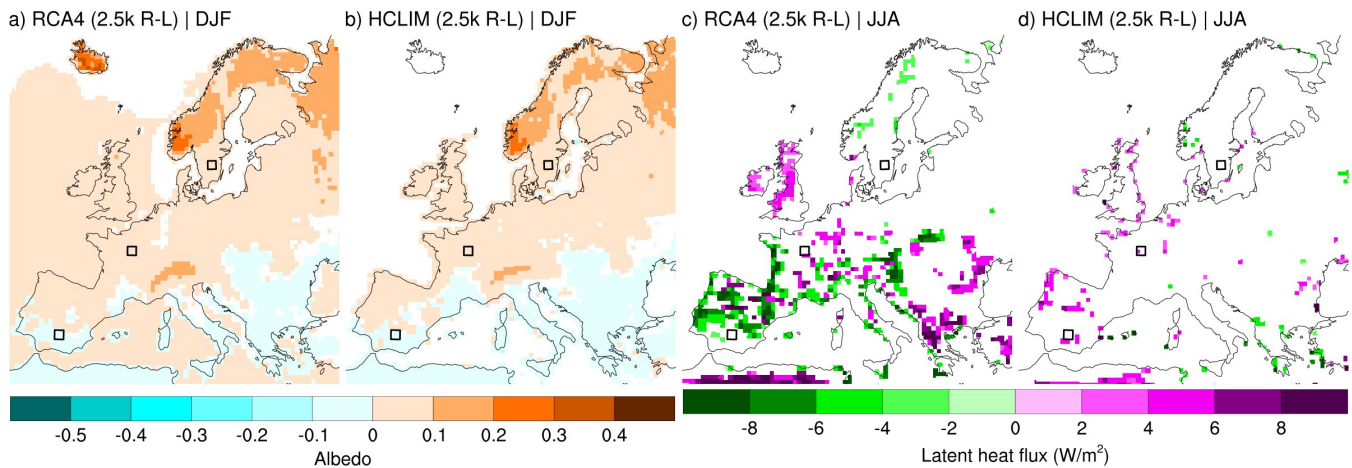 a) RCA4 (2.5k R-L) | DJF
b) HCLIM (2.5k R-L) | DJF
c) RCA4 (2.5k R-L) | JJA
d) HCLIM (2.5k R-L) | JJA
-0.5 -0.4 -0.3 -0.2 -0.1 0 0.1 0.2 0.3 0.4
Albedo
-8 -6 -4 -2 0 2 4 6 8
Latent heat flux (W/m²)